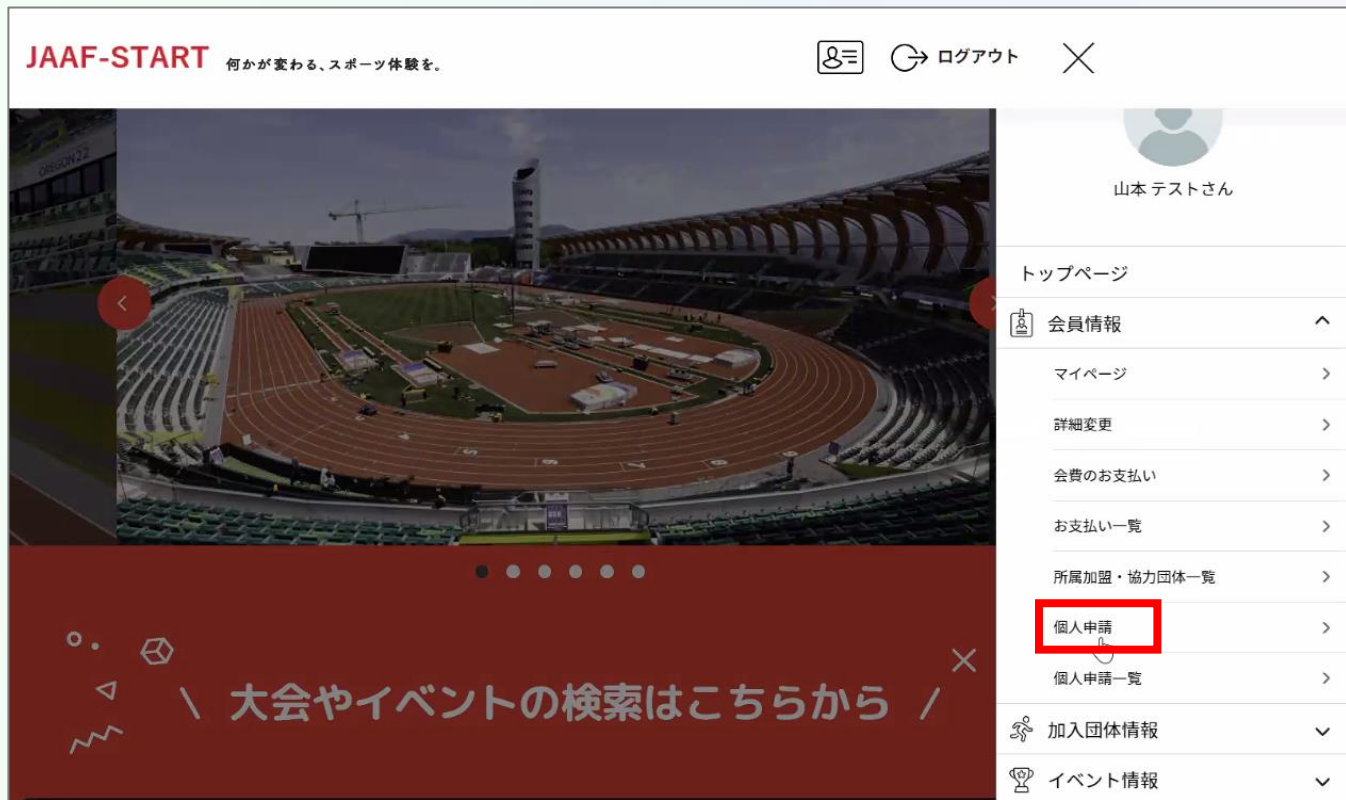 JAAF-START 何かが変わる、スポーツ体験を。
ログアウト
OREGON22
山本 テストさん
トップページ
会員情報
マイページ
詳細変更
会費のお支払い
お支払い一覧
所属加盟・協力団体一覧
個人申請
個人申請一覧
加入団体情報
イベント情報
\ 大会やイベントの検索はこちらから /